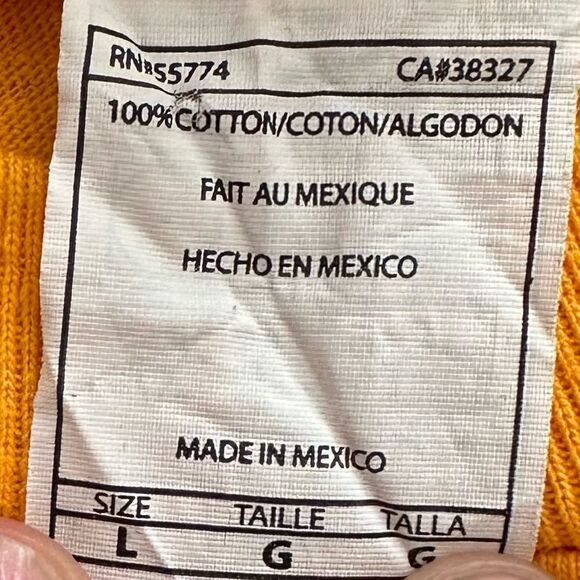 RN#55774 CA#38327
100% COTTON/COTON/ALGODON
FAIT AU MEXIQUE
HECHO EN MEXICO
MADE IN MEXICO
SIZE TAILLE TALLA
L G G